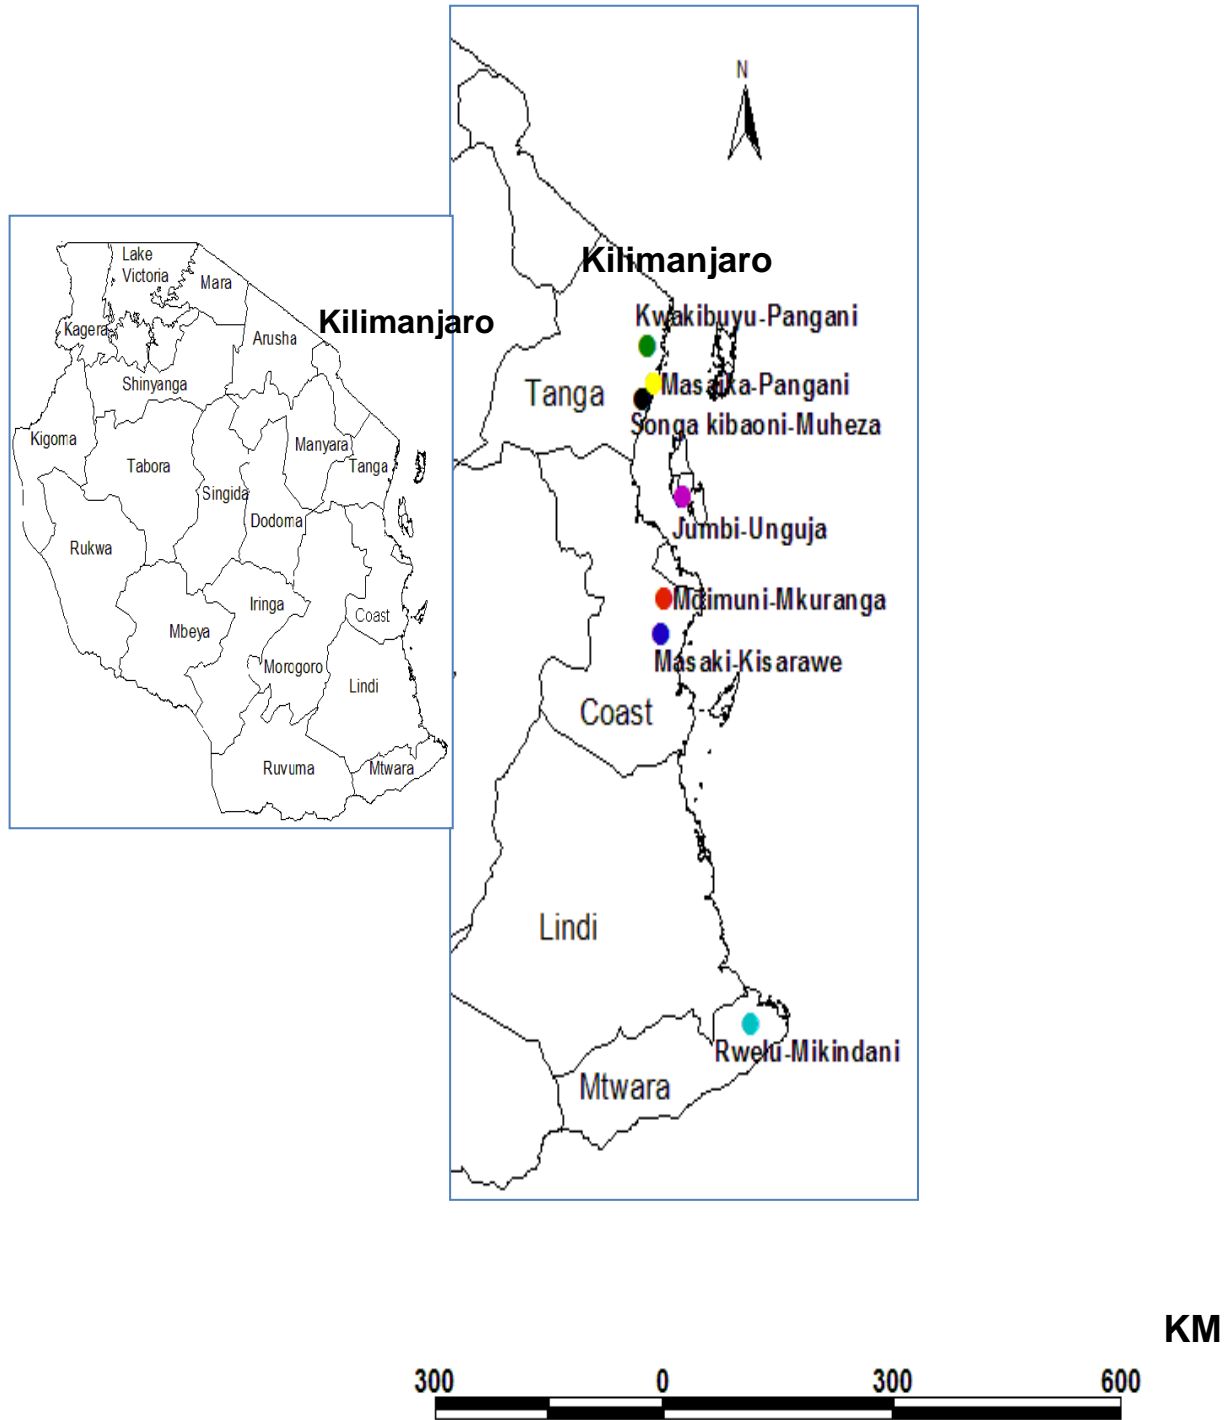 N
Kilimanjaro
Kwakibuyu-Pangani
Masaika-Pangani
Tanga
Songa kibaoni-Muheza
Jumbi-Unguja
Masaki-Kisarawe
Coast
Lindi
Rwelu-Mikindani
Mtwara
Lake
Victoria
Mara
Kilimanjaro
Kagera
Arusha
Shinyanga
Kigoma
Manyara
Tabora
Tanga
Singida
Dodoma
Rukwa
Iringa
Coast
Mbeya
Morogoro
Lindi
Ruvuma
Mtwara
KM
300 0 300 600